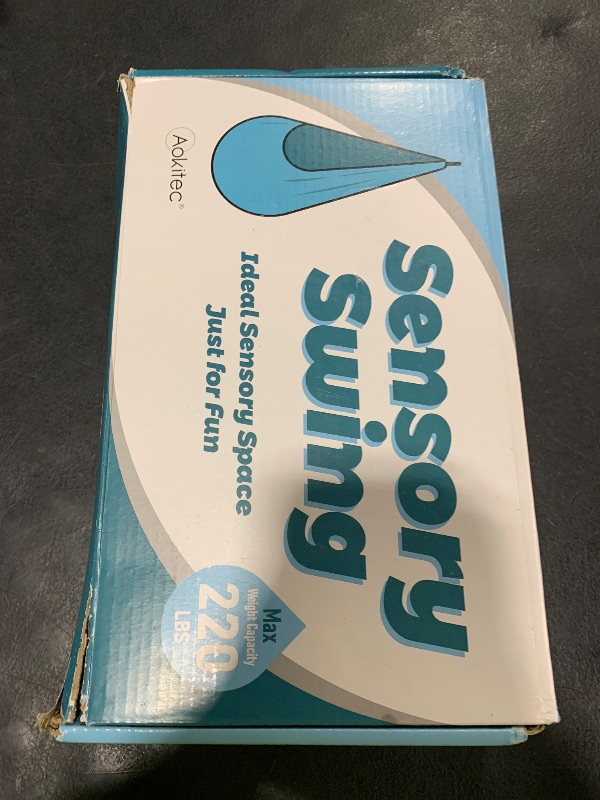 Aokitec®
Sensory
Swing
Ideal Sensory Space
Just for Fun
Max
Weight Capacity
220
LBS